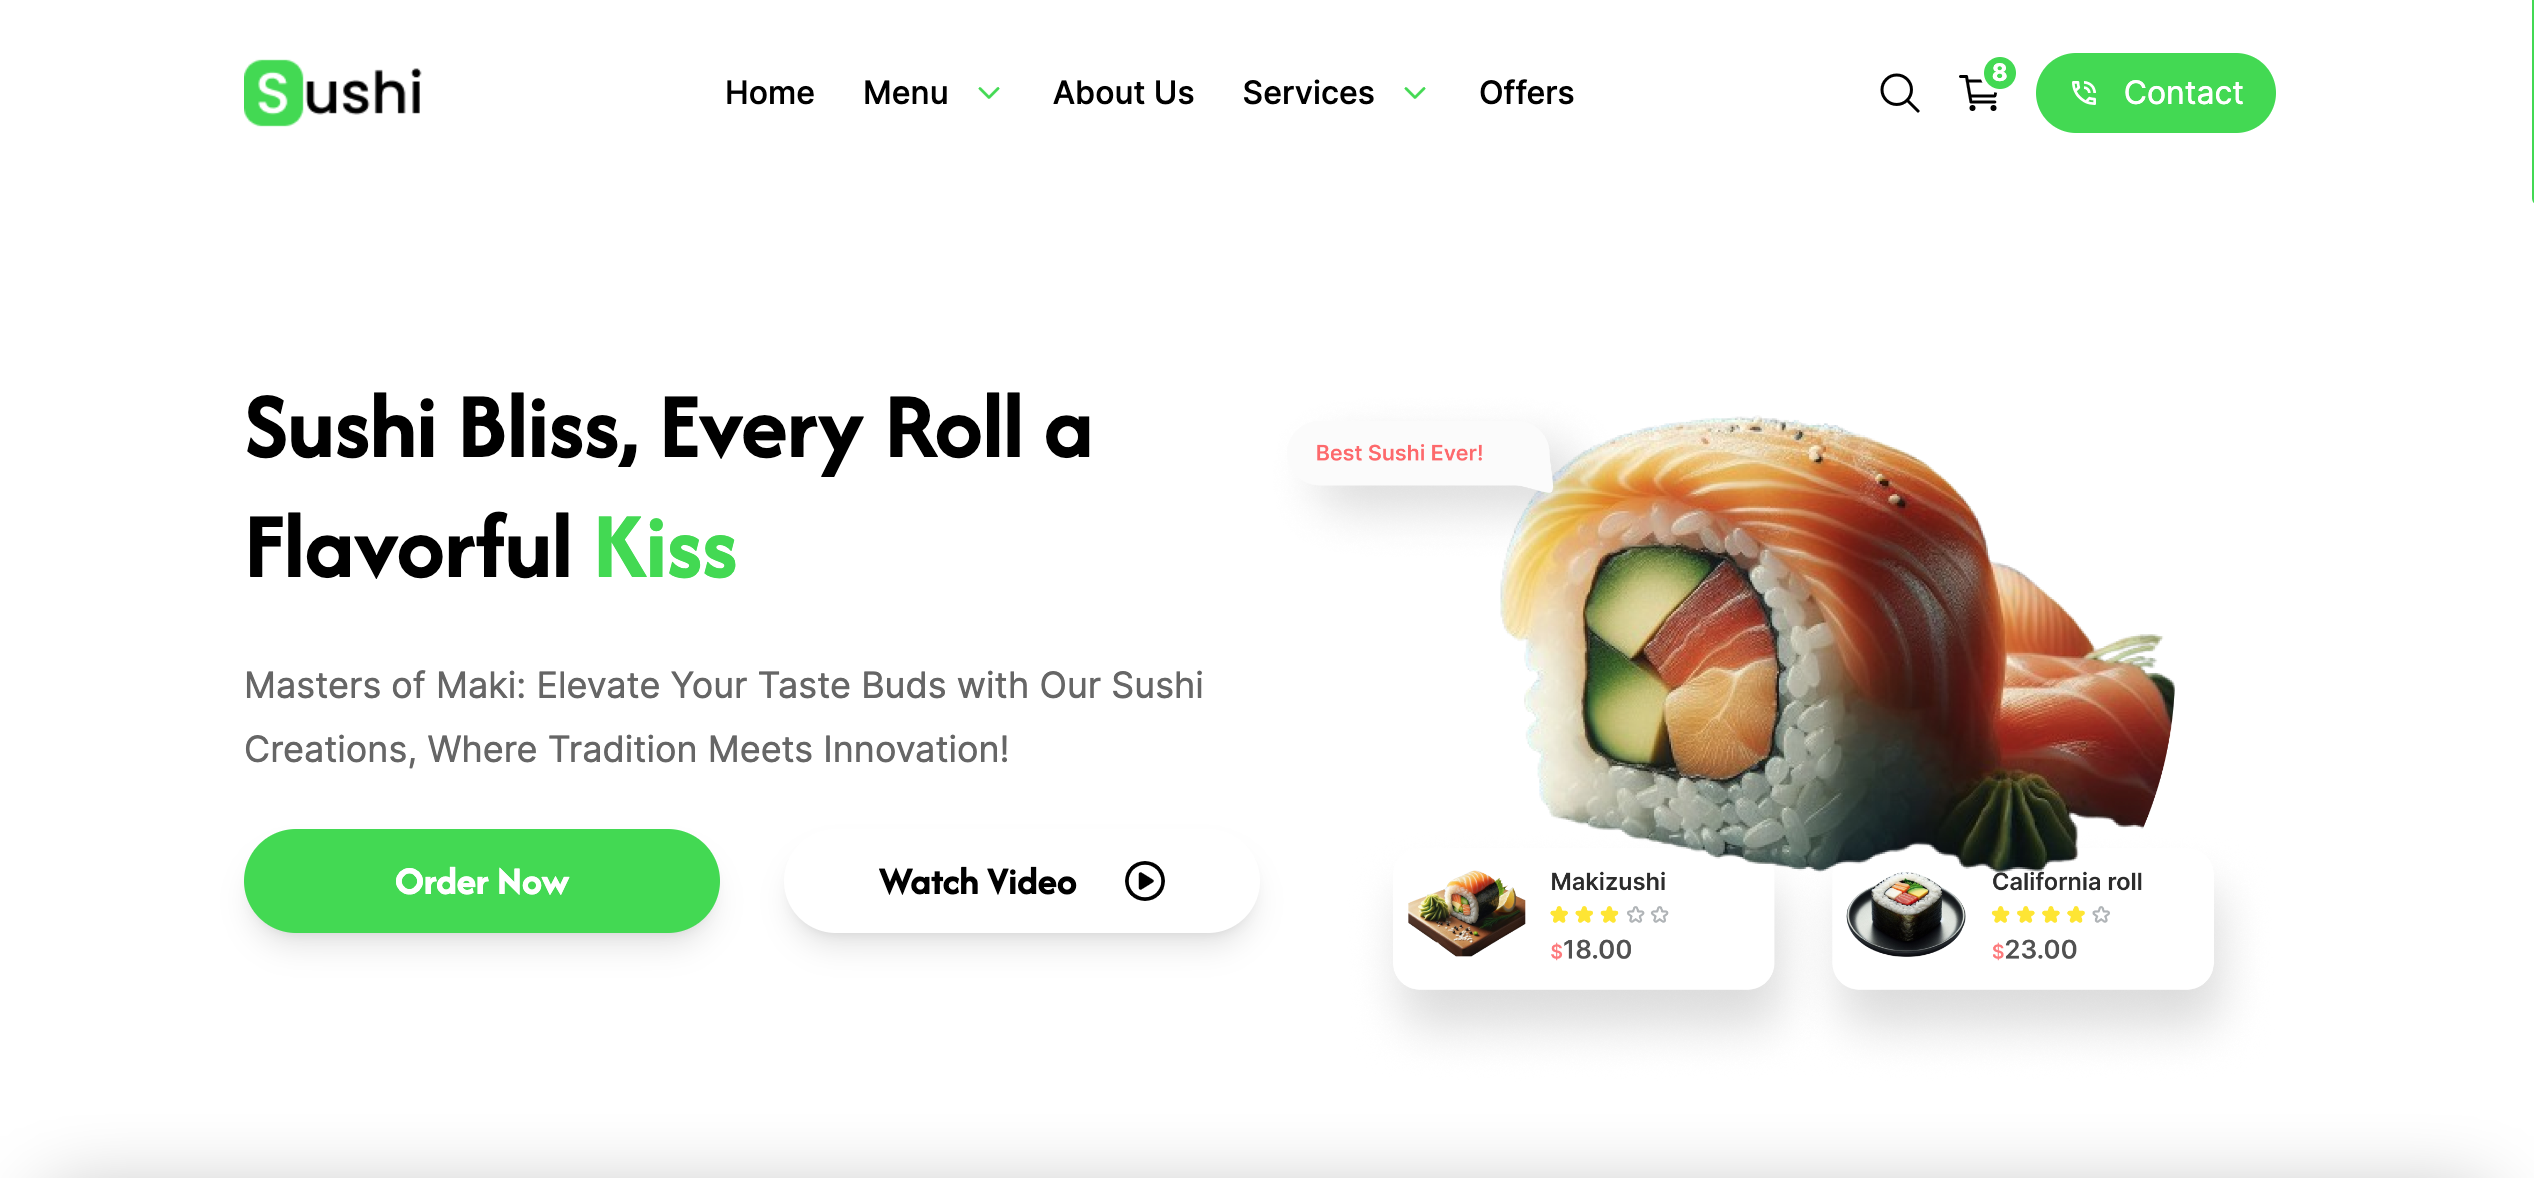 Sushi
Home Menu About Us Services Offers
8
Contact
Sushi Bliss, Every Roll a
Flavorful Kiss
Masters of Maki: Elevate Your Taste Buds with Our Sushi
Creations, Where Tradition Meets Innovation!
Order Now
Watch Video
Best Sushi Ever!
Makizushi
$18.00
California roll
$23.00